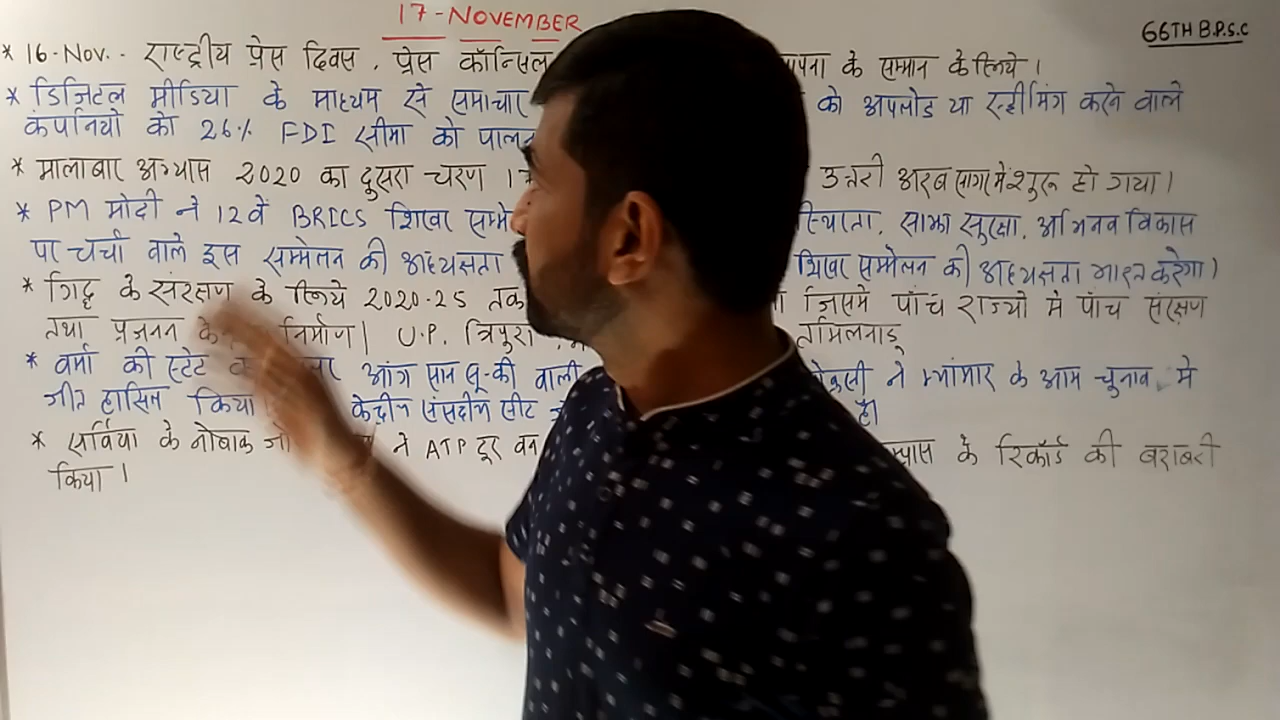 17-NOVEMBER
66TH B.P.S.C
* 16-Nov.- राष्ट्रीय प्रेस दिवस, प्रेस कॉन्सिल के सम्मान के लिये।
* डिजिटल मीडिया के माध्यम से समाचार को अपलोड या स्ट्रीमिंग करने वाले
कंपनियो को 26% FDI सीमा को पालन
* मालाबार अभ्यास 2020 का दुसरा चरण 17 उत्तरी अरब सागर में शुरू हो गया।
* PM मोदी ने 12वें BRICS शिखर स्थिरता, साझा सुरक्षा, अभिनव विकास
पर चर्चा वाले इस सम्मेलन की अध्यक्षता शिखर सम्मेलन की अध्यक्षता भारत करेगा)
* गिद्ध के संरक्षण के लिये 2020-25 तक जिसमे पाँच राज्यो मे पाँच संरक्षण
तथा प्रजनन निर्माण। U.P. त्रिपुरा तमिलनाडू
* वर्मा की स्टेट आंग सान सू-की वाली ने म्यांमार के आम चुनाव मे
जीत हासिल किया केंद्रीय संसदीय सीट है।
* सर्विया के नोवाक ने ATP टूर के रिकॉर्ड की बराबरी
किया।